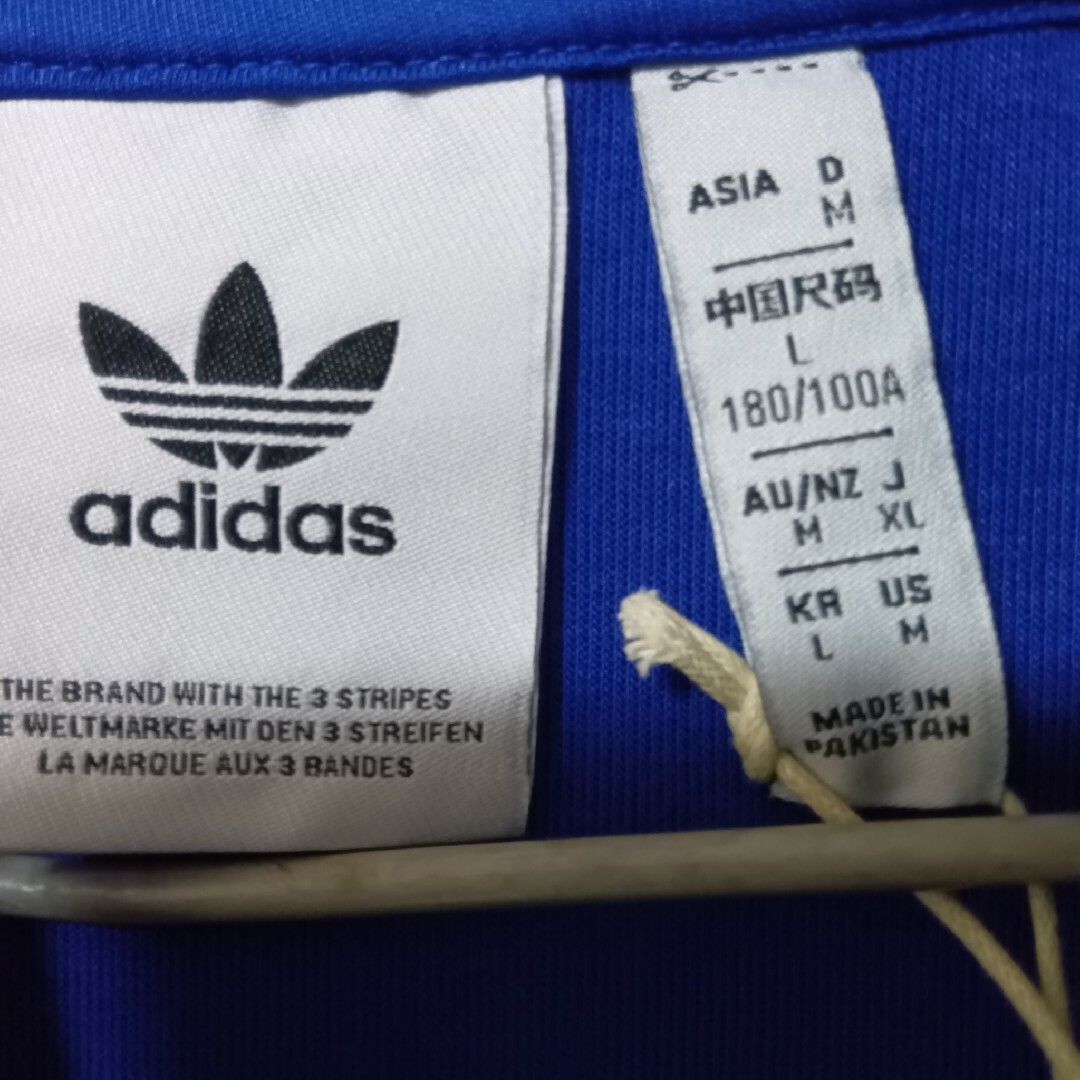 adidas
THE BRAND WITH THE 3 STRIPES
E WELTMARKE MIT DEN 3 STREIFEN
LA MARQUE AUX 3 BANDES
ASIA D
M
中国尺码
L
180/100A
AU/NZ J
M XL
KR US
L M
MADE IN
PAKISTAN